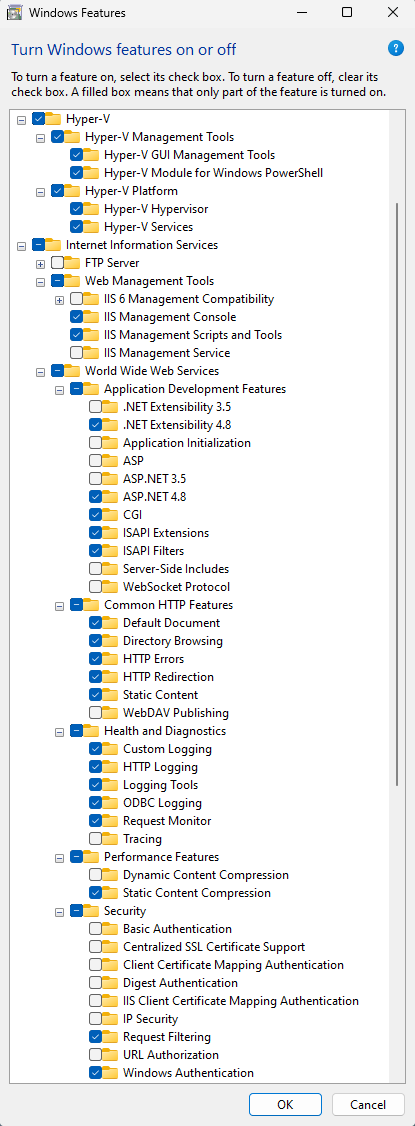 Windows Features
Turn Windows features on or off
?
To turn a feature on, select its check box. To turn a feature off, clear its
check box. A filled box means that only part of the feature is turned on.
Hyper-V
Hyper-V Management Tools
Hyper-V GUI Management Tools
Hyper-V Module for Windows PowerShell
Hyper-V Platform
Hyper-V Hypervisor
Hyper-V Services
Internet Information Services
FTP Server
Web Management Tools
IIS 6 Management Compatibility
IIS Management Console
IIS Management Scripts and Tools
IIS Management Service
World Wide Web Services
Application Development Features
.NET Extensibility 3.5
.NET Extensibility 4.8
Application Initialization
ASP
ASP.NET 3.5
ASP.NET 4.8
CGI
ISAPI Extensions
ISAPI Filters
Server-Side Includes
WebSocket Protocol
Common HTTP Features
Default Document
Directory Browsing
HTTP Errors
HTTP Redirection
Static Content
WebDAV Publishing
Health and Diagnostics
Custom Logging
HTTP Logging
Logging Tools
ODBC Logging
Request Monitor
Tracing
Performance Features
Dynamic Content Compression
Static Content Compression
Security
Basic Authentication
Centralized SSL Certificate Support
Client Certificate Mapping Authentication
Digest Authentication
IIS Client Certificate Mapping Authentication
IP Security
Request Filtering
URL Authorization
Windows Authentication
OK
Cancel